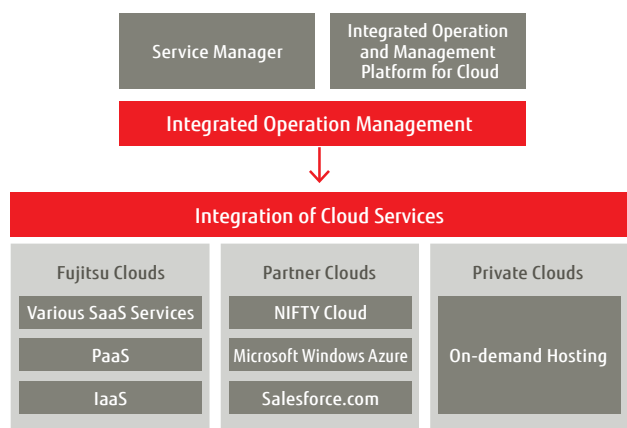 Service Manager
Integrated Operation
and Management
Platform for Cloud
Integrated Operation Management
Integration of Cloud Services
Fujitsu Clouds
Various SaaS Services
PaaS
IaaS
Partner Clouds
NIFTY Cloud
Microsoft Windows Azure
Salesforce.com
Private Clouds
On-demand Hosting